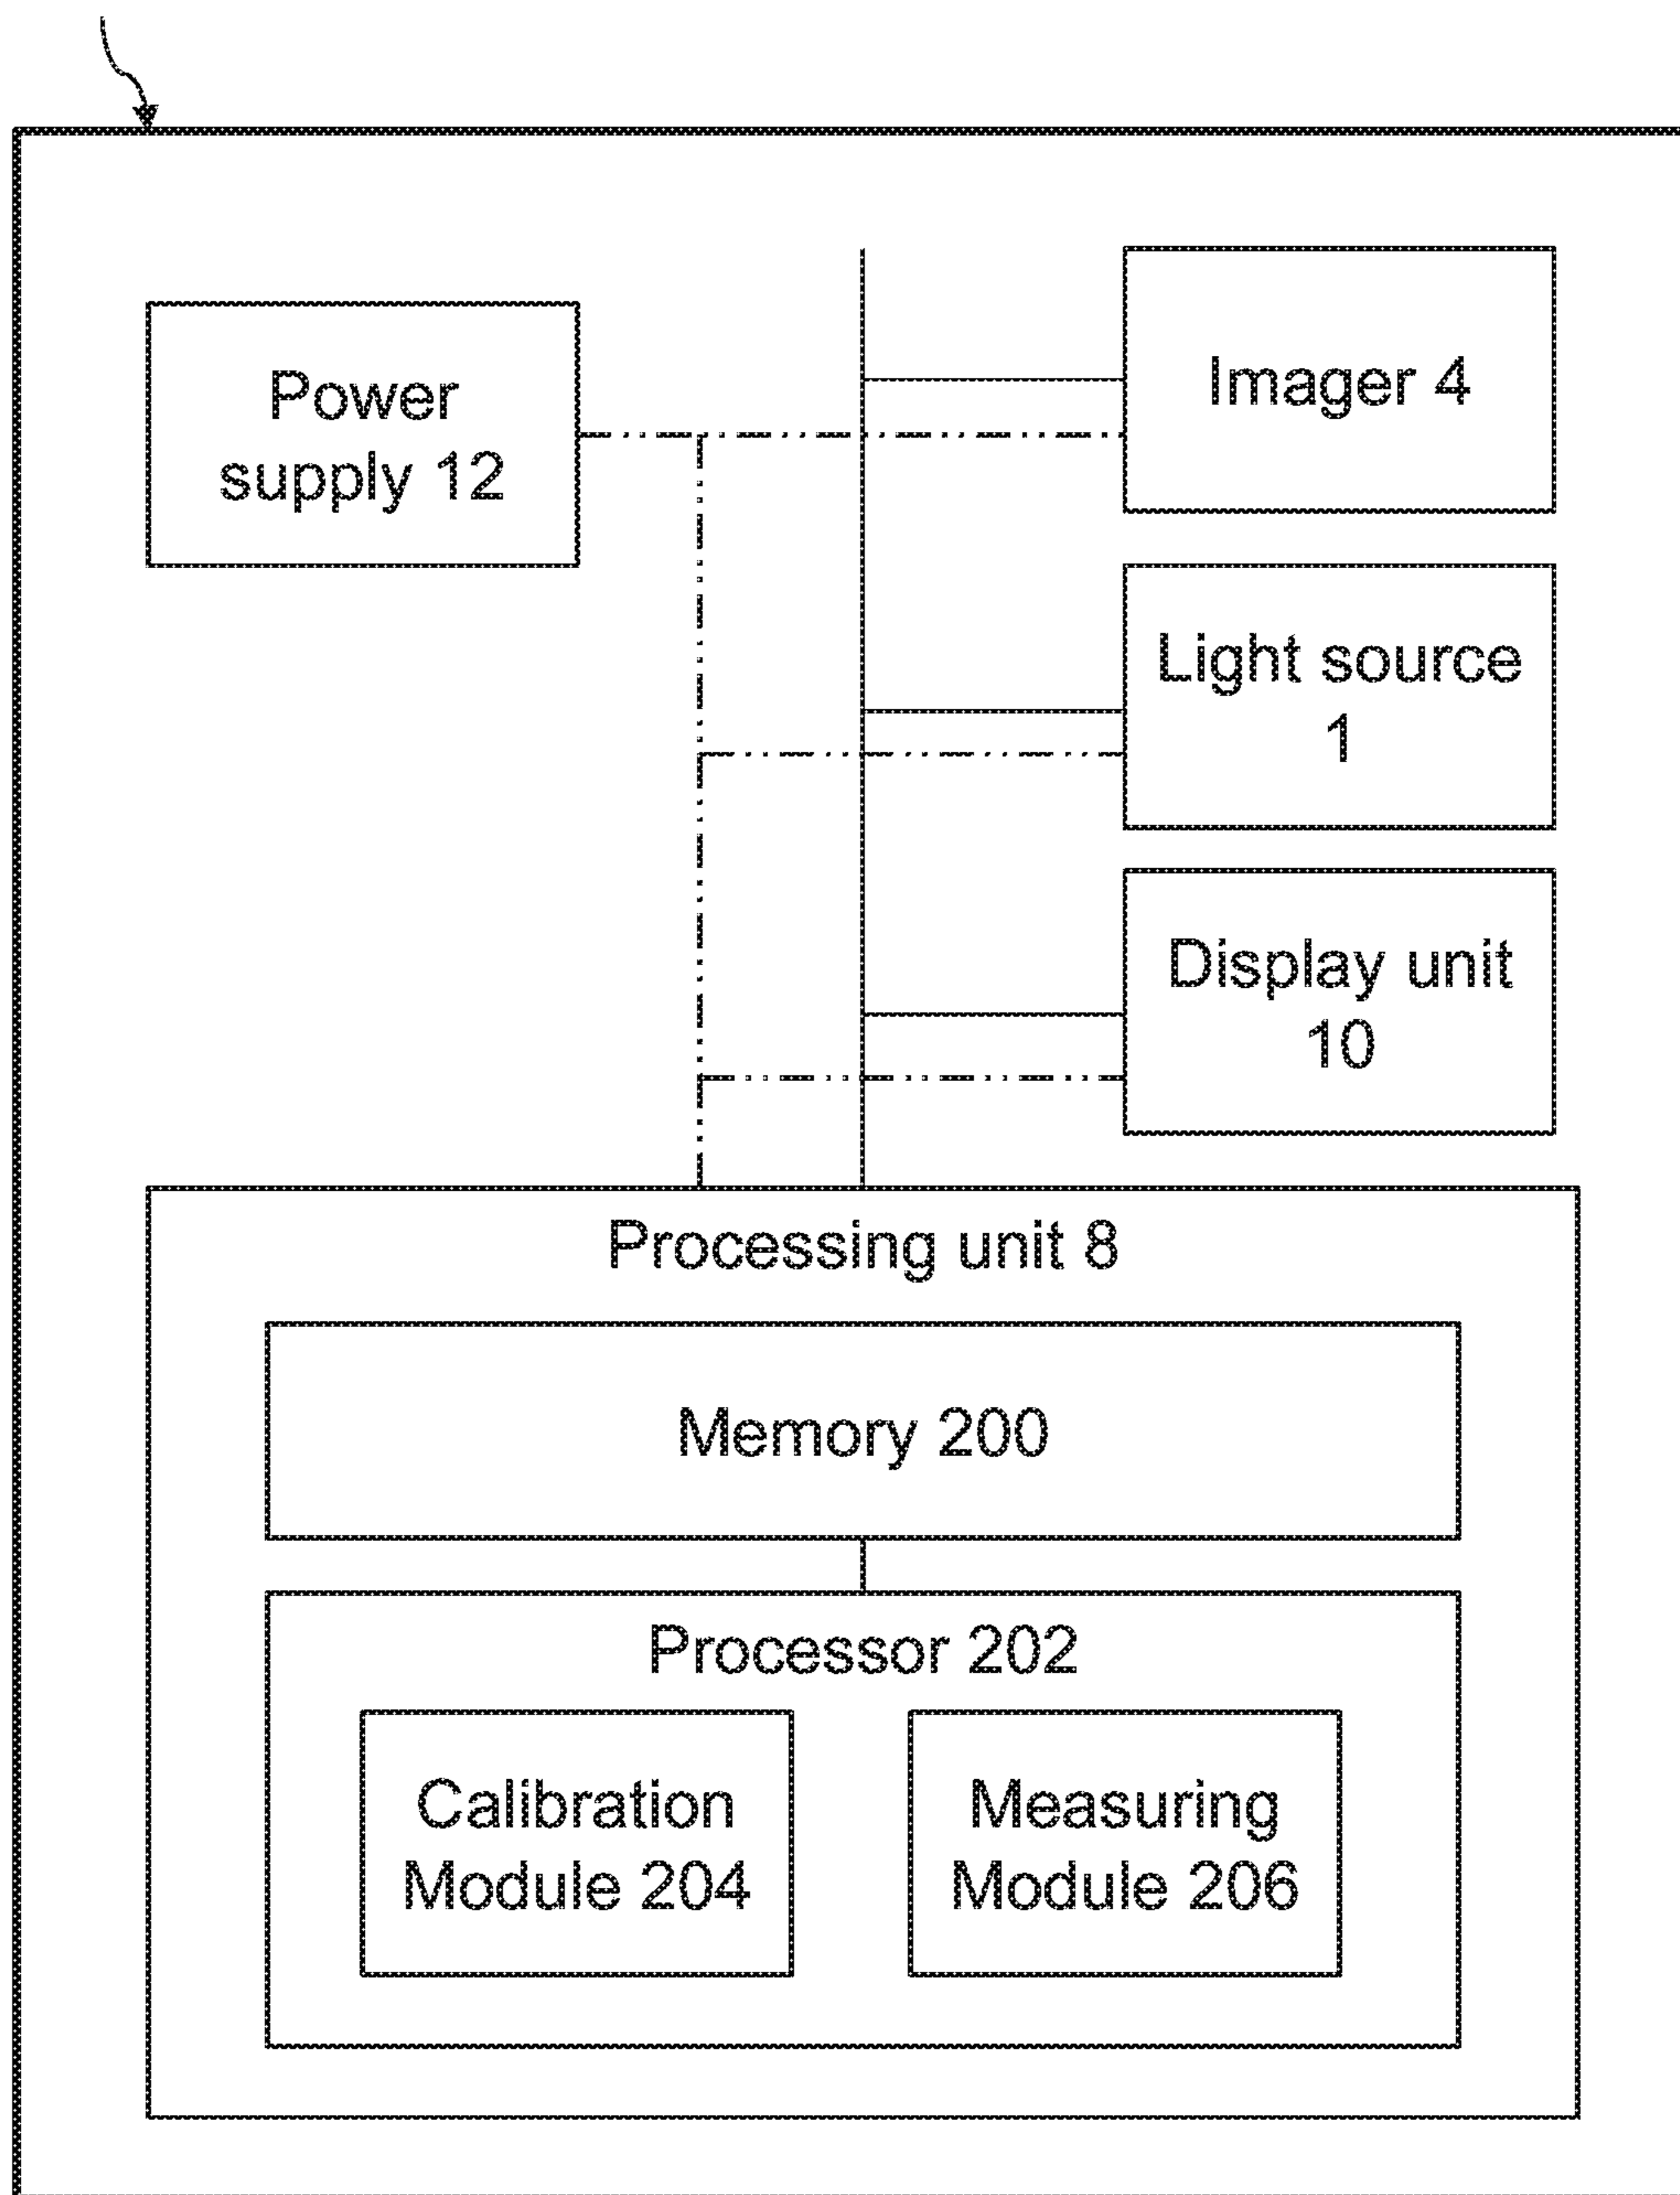 Power
supply 12
Imager 4
Light source
1
Display unit
10
Processing unit 8
Memory 200
Processor 202
Calibration
Module 204
Measuring
Module 206